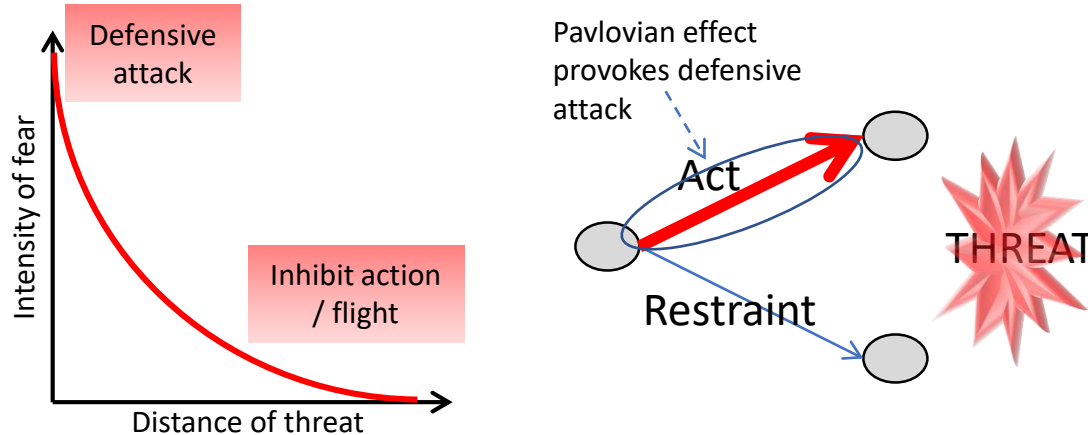 Defensive
attack
Intensity of fear
Inhibit action
/ flight
Distance of threat
Pavlovian effect
provokes defensive
attack
Act
Restraint
THREAT